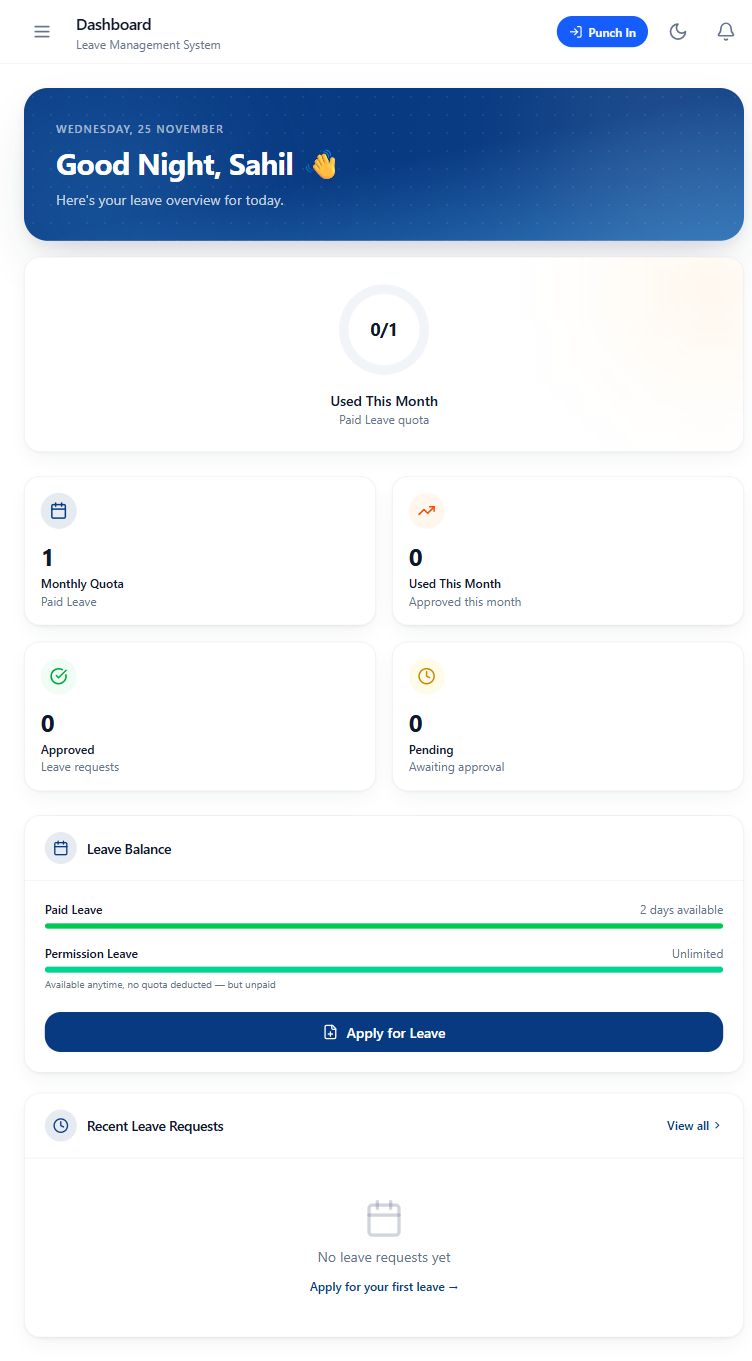 Dashboard
Leave Management System
Punch In
WEDNESDAY, 25 NOVEMBER
Good Night, Sahil 👋
Here's your leave overview for today.
0/1
Used This Month
Paid Leave quota
1
Monthly Quota
Paid Leave
0
Used This Month
Approved this month
0
Approved
Leave requests
0
Pending
Awaiting approval
Leave Balance
Paid Leave 2 days available
Permission Leave Unlimited
Available anytime, no quota deducted — but unpaid
Apply for Leave
Recent Leave Requests View all >
No leave requests yet
Apply for your first leave →